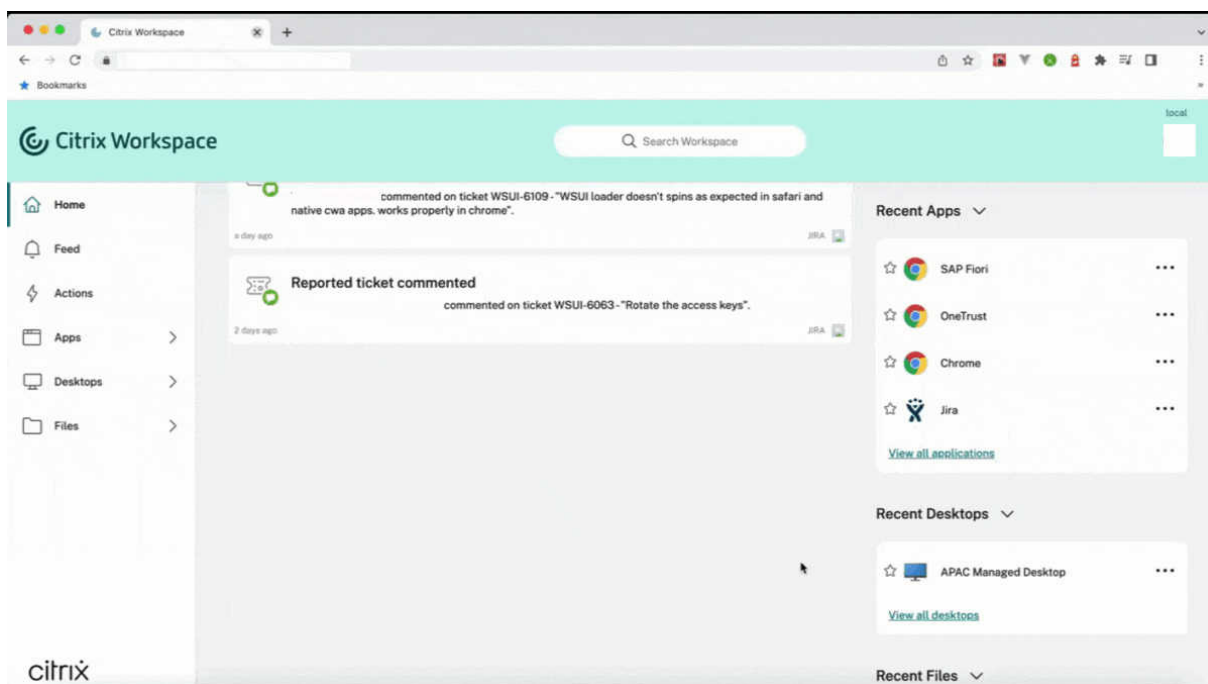 Citrix Workspace
Bookmarks
local
Citrix Workspace
Search Workspace
Home
Feed
Actions
Apps
Desktops
Files
commented on ticket WSUI-6109-"WSUI loader doesn't spins as expected in safari and
native cwa apps. works properly in chrome".
a day ago
JIRA
Reported ticket commented
commented on ticket WSUI-6063-"Rotate the access keys".
2 days ago
JIRA
Recent Apps
SAP Fiori
OneTrust
Chrome
Jira
View all applications
Recent Desktops
APAC Managed Desktop
View all desktops
Recent Files
citrix